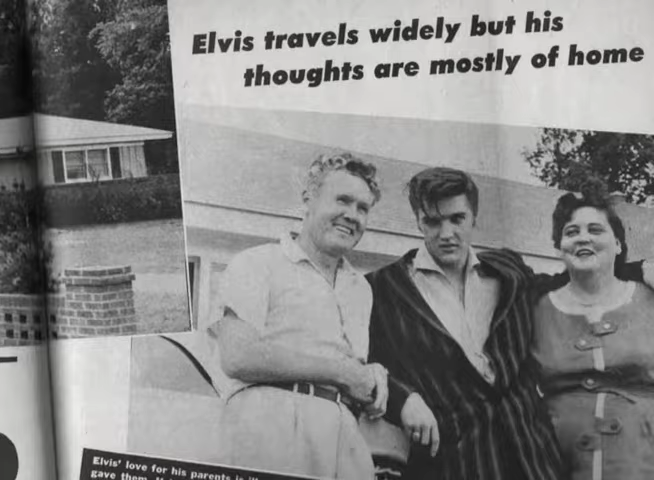 Elvis travels widely but his
thoughts are mostly of home
Elvis' love for his parents is
gave them.